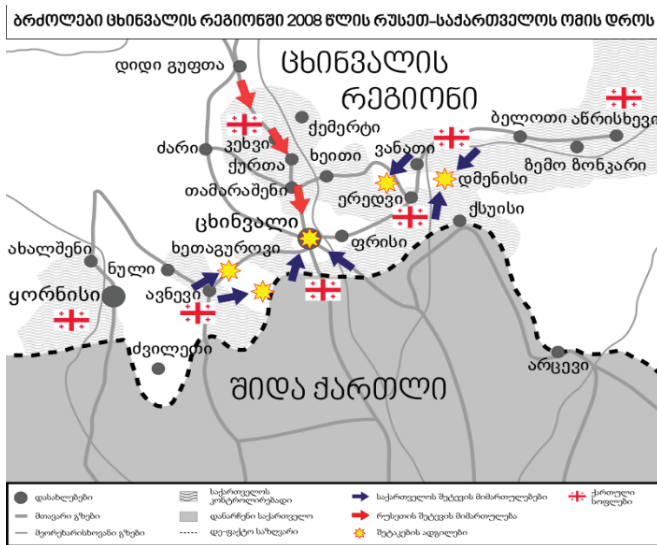 ბრძოლები ცხინვალის რეგიონში 2008 წლის რუსეთ-საქართველოს ომის დროს
დიდი გუფთა
ცხინვალის
რეგიონი
ქემერტი
ბელოთი აწრისხევი
ძარი
კეხვი
ქურთა
ხეითი
ვანათი
ზემო ზონკარი
თამარაშენი
ერედვი
დმენისი
ცხინვალი
ქსუისი
ახალშენი
ხეთაგუროვი
ფრისი
ნული
ყორნისი
ავნევი
ძვილეთი
არცევი
შიდა ქართლი
დასახლებები
საქართველოს
კონტროლირებადი
საქართველოს შეტევის მიმართულებები
ქართული
სოფლები
მთავარი გზები
დანარჩენი საქართველო
რუსეთის შეტევის მიმართულება
მეორეხარისხოვანი გზები
დე-ფაქტო საზღვარი
შეტაკების ადგილები